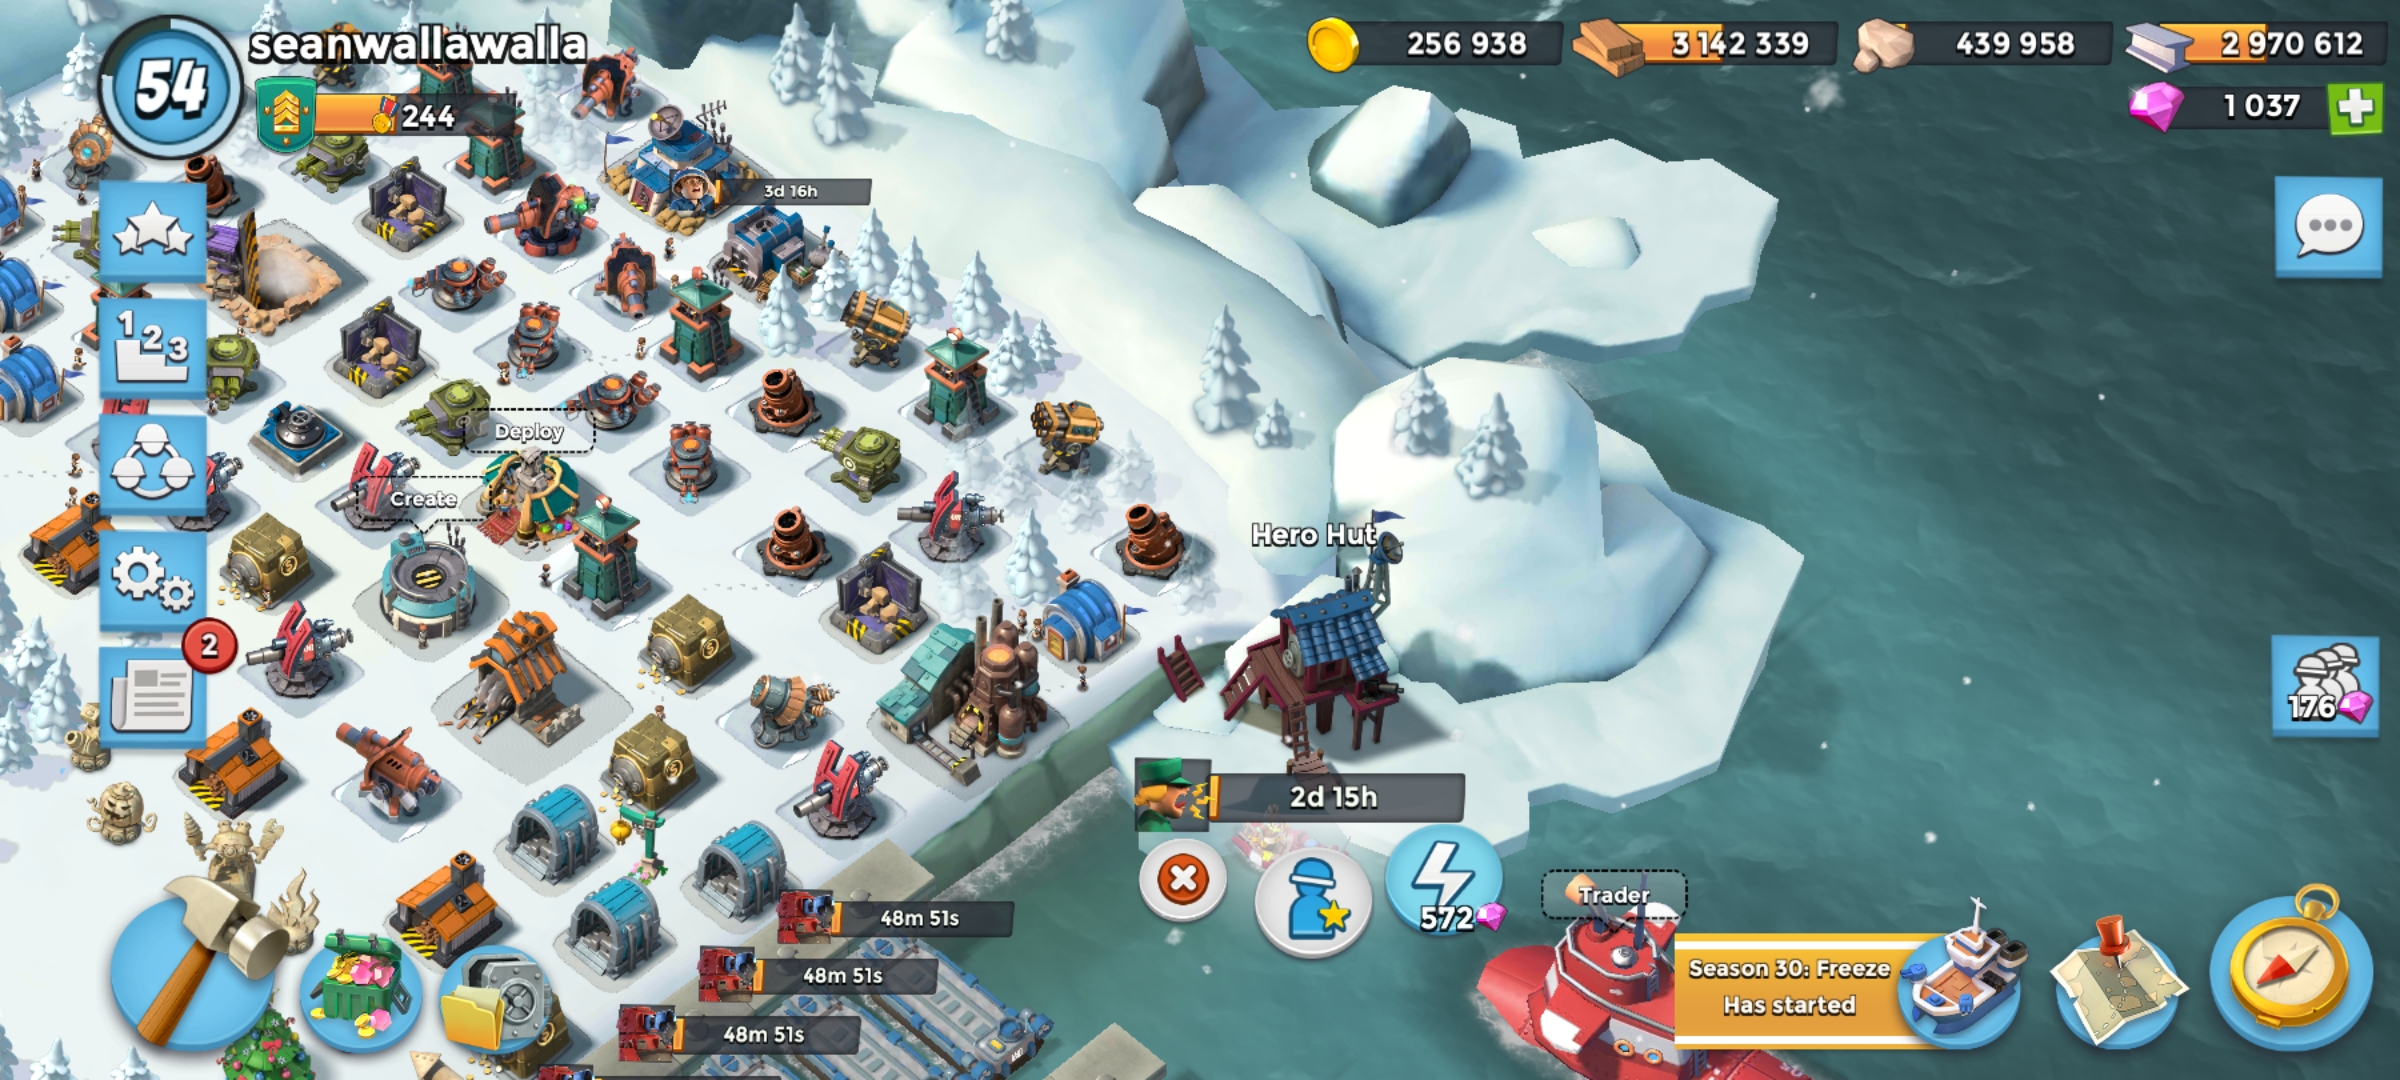 54
seanwallawalla
244
256 938
3 142 339
439 958
2 970 612
1 037
3d 16h
123
Deploy
Create
Hero Hut
2
176
2d 15h
572
Trader
48m 51s
48m 51s
48m 51s
Season 30: Freeze
Has started